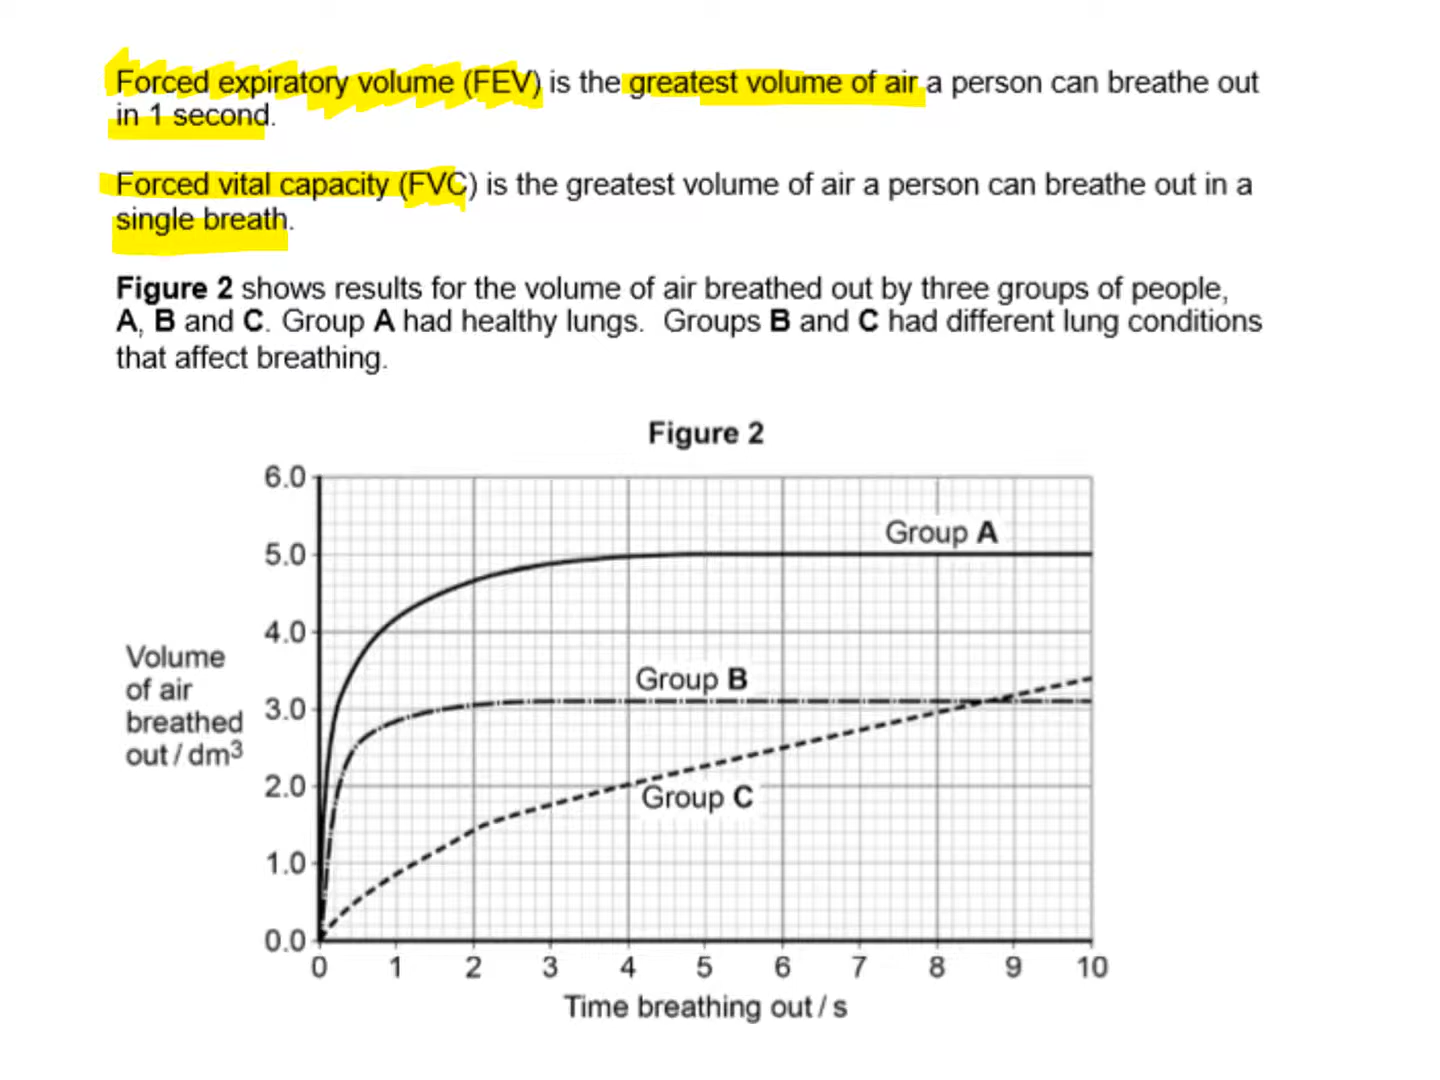 Forced expiratory volume (FEV) is the greatest volume of air a person can breathe out
in 1 second.
Forced vital capacity (FVC) is the greatest volume of air a person can breathe out in a
single breath.
Figure 2 shows results for the volume of air breathed out by three groups of people,
A, B and C. Group A had healthy lungs. Groups B and C had different lung conditions
that affect breathing.
Figure 2
6.0
Group A
5.0
4.0
Volume
of air
breathed
out / dm³
Group B
3.0
2.0
Group C
1.0
0.0
0 1 2 3 4 5 6 7 8 9 10
Time breathing out / s